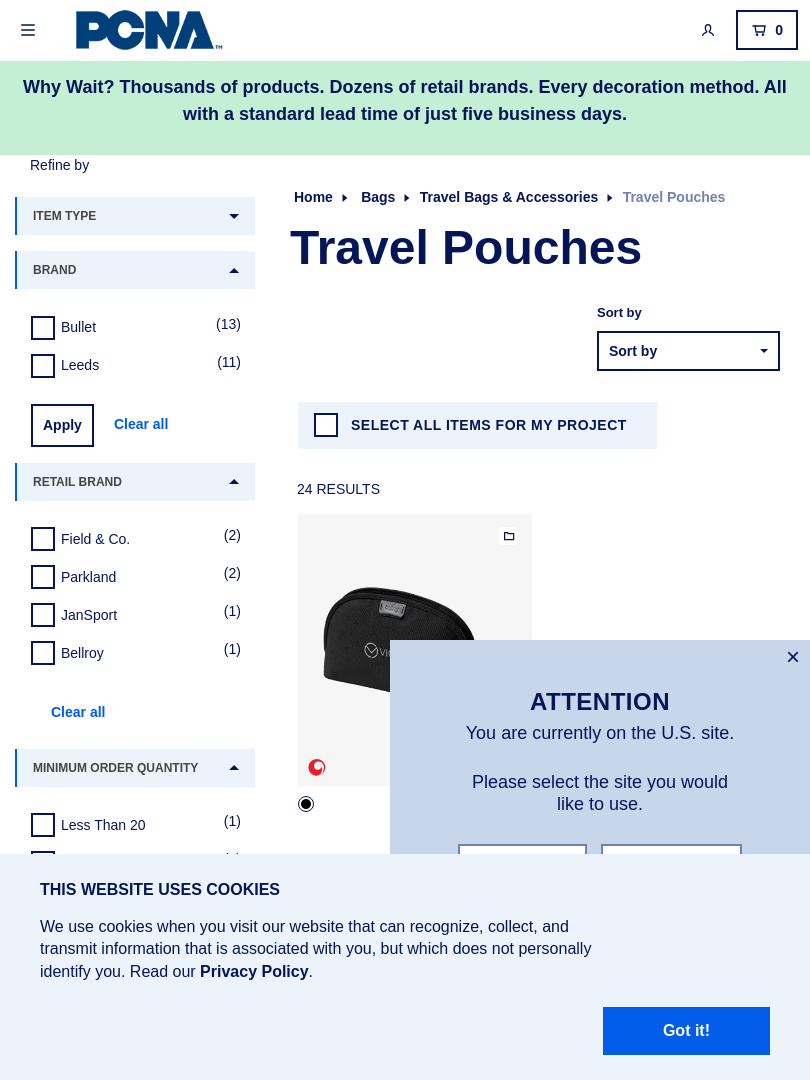 PCNA™
0
Why Wait? Thousands of products. Dozens of retail brands. Every decoration method. All
with a standard lead time of just five business days.
Refine by
Home
Bags
Travel Bags & Accessories
Travel Pouches
ITEM TYPE
Travel Pouches
BRAND
Sort by
Bullet
(13)
Sort by
Leeds
(11)
Apply
Clear all
SELECT ALL ITEMS FOR MY PROJECT
RETAIL BRAND
24 RESULTS
Field & Co.
(2)
Parkland
(2)
JanSport
(1)
Bellroy
(1)
×
ATTENTION
You are currently on the U.S. site.
Please select the site you would
like to use.
Clear all
MINIMUM ORDER QUANTITY
Less Than 20
(1)
THIS WEBSITE USES COOKIES
We use cookies when you visit our website that can recognize, collect, and
transmit information that is associated with you, but which does not personally
identify you. Read our Privacy Policy.
Got it!